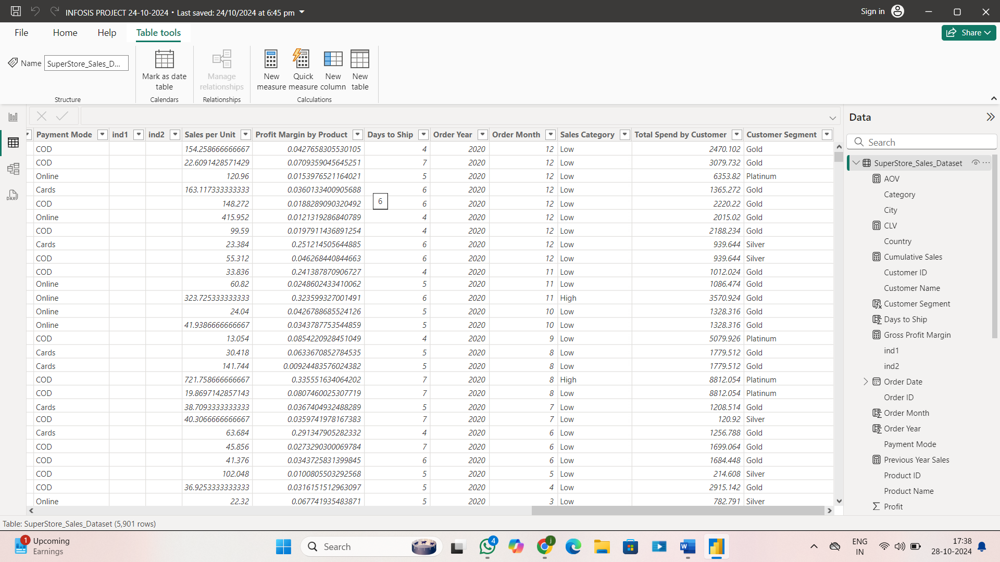 INFOSIS PROJECT 24-10-2024 • Last saved: 24/10/2024 at 6:45 pm
Sign in
File Home Help Table tools
Share
Name SuperStore_Sales_D...
Mark as date table
Manage relationships
New measure
Quick measure
New column
New table
Structure Calendars Relationships Calculations
Payment Mode ind1 ind2 Sales per Unit Profit Margin by Product Days to Ship Order Year Order Month Sales Category Total Spend by Customer Customer Segment
COD 154.258666666667 0.0427658305530105 4 2020 12 Low 2470.102 Gold
COD 22.6091428571429 0.0709359045645251 7 2020 12 Low 3079.732 Gold
Online 120.96 0.0153976521164021 5 2020 12 Low 6353.82 Platinum
Cards 163.117333333333 0.0360133400905688 6 2020 12 Low 1365.272 Gold
COD 148.272 0.0188289090320492 6 2020 12 Low 2220.22 Gold
6
Online 415.952 0.0121319286840789 4 2020 12 Low 2015.02 Gold
COD 99.59 0.0197911436891254 4 2020 12 Low 2188.234 Gold
Cards 23.384 0.251214505644885 6 2020 12 Low 939.644 Silver
COD 55.312 0.046268440844663 6 2020 12 Low 939.644 Silver
COD 33.836 0.241387870906727 4 2020 11 Low 1012.024 Gold
Online 60.82 0.0248602433410062 5 2020 11 Low 1086.474 Gold
Online 323.725333333333 0.323599327001491 6 2020 11 High 3570.924 Gold
Online 24.04 0.0426788685524126 5 2020 10 Low 1328.316 Gold
Online 41.9386666666667 0.0343787753544859 5 2020 10 Low 1328.316 Gold
COD 13.054 0.0854220928451049 4 2020 9 Low 5079.926 Platinum
Cards 30.418 0.0633670852784535 5 2020 8 Low 1779.512 Gold
Cards 141.744 0.00924483576024382 5 2020 8 Low 1779.512 Gold
COD 721.758666666667 0.335551634064202 7 2020 8 High 8812.054 Platinum
COD 19.8697142857143 0.0807460025307719 7 2020 8 Low 8812.054 Platinum
Cards 38.7093333333333 0.0367404932488289 5 2020 7 Low 1208.514 Gold
COD 40.3066666666667 0.0359741978167383 7 2020 7 Low 120.92 Silver
Cards 63.684 0.291347905282332 4 2020 6 Low 1256.788 Gold
COD 45.856 0.0273290300069784 7 2020 6 Low 1699.064 Gold
COD 41.376 0.0343725831399845 6 2020 6 Low 1684.448 Gold
COD 102.048 0.0100805503292568 5 2020 5 Low 214.608 Silver
COD 36.9253333333333 0.0316151512963097 5 2020 4 Low 2915.142 Gold
Online 22.32 0.067741935483871 5 2020 3 Low 782.791 Silver
Data
Search
SuperStore_Sales_Dataset
AOV
Category
City
CLV
Country
Cumulative Sales
Customer ID
Customer Name
Customer Segment
Days to Ship
Gross Profit Margin
ind1
ind2
Order Date
Order ID
Order Month
Order Year
Payment Mode
Previous Year Sales
Product ID
Product Name
Profit
DAX
Table: SuperStore_Sales_Dataset (5,901 rows)
1
Upcoming
Earnings
Search
4
j
W
ENG
IN
17:38
28-10-2024